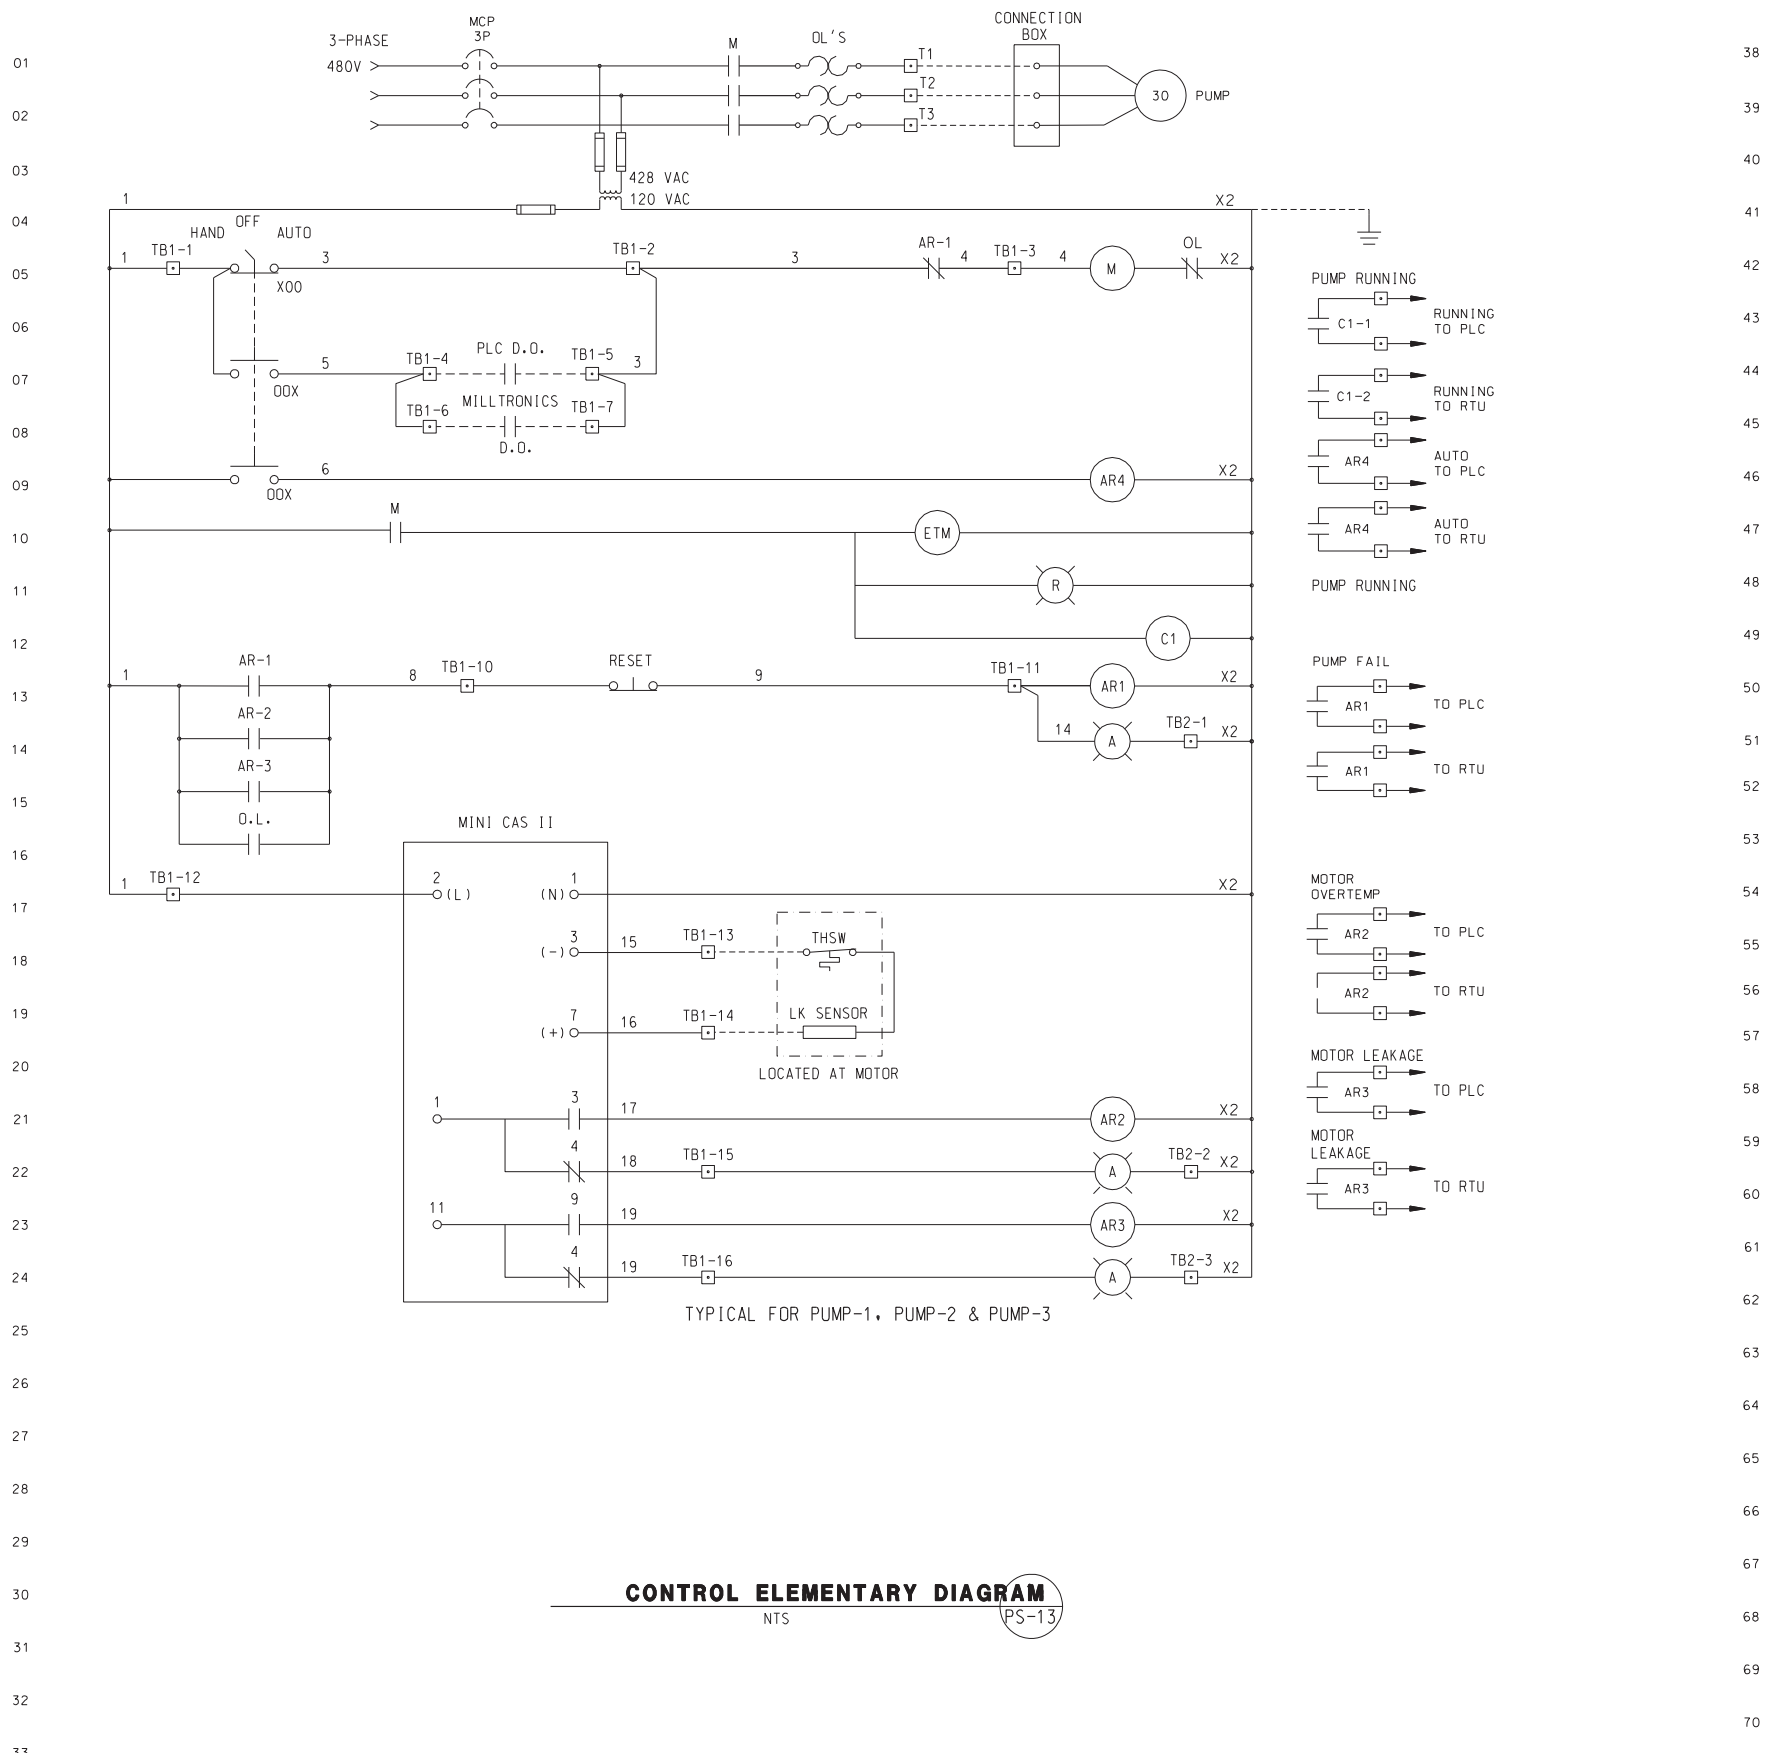 CONNECTION
BOX
MCP
3P
3-PHASE
M
OL'S
T1
38
01
480V
T2
30
PUMP
39
02
T3
40
03
428 VAC
1
120 VAC
X2
41
04
OFF
HAND
AUTO
TB1-1
TB1-2
AR-1
TB1-3
OL
1
3
3
4
4
X2
42
05
M
X00
PUMP RUNNING
43
06
C1-1
RUNNING
TO PLC
PLC D.O.
TB1-4
TB1-5
5
3
44
07
00X
MILLTRONICS
C1-2
RUNNING
TO RTU
TB1-6
TB1-7
45
08
D.O.
AR4
AUTO
TO PLC
6
AR4
X2
46
09
00X
M
AR4
AUTO
TO RTU
47
10
ETM
48
11
R
PUMP RUNNING
49
12
C1
AR-1
TB1-10
RESET
TB1-11
PUMP FAIL
1
8
9
AR1
X2
50
13
AR1
TO PLC
AR-2
14
A
TB2-1
X2
51
14
AR-3
AR1
TO RTU
52
15
O.L.
MINI CAS II
53
16
1
TB1-12
2
(L)
1
(N)
X2
MOTOR
OVERTEMP
54
17
AR2
TO PLC
3
(-)
15
TB1-13
THSW
55
18
AR2
TO RTU
56
7
(+)
16
TB1-14
LK SENSOR
19
57
MOTOR LEAKAGE
20
LOCATED AT MOTOR
AR3
TO PLC
58
1
3
17
AR2
X2
21
59
MOTOR
LEAKAGE
4
18
TB1-15
A
TB2-2
X2
22
AR3
TO RTU
60
11
9
19
AR3
X2
23
61
4
19
TB1-16
A
TB2-3
X2
24
62
TYPICAL FOR PUMP-1, PUMP-2 & PUMP-3
25
63
26
64
27
65
28
66
29
67
30
CONTROL ELEMENTARY DIAGRAM
NTS
PS-13
68
31
69
32
70
33